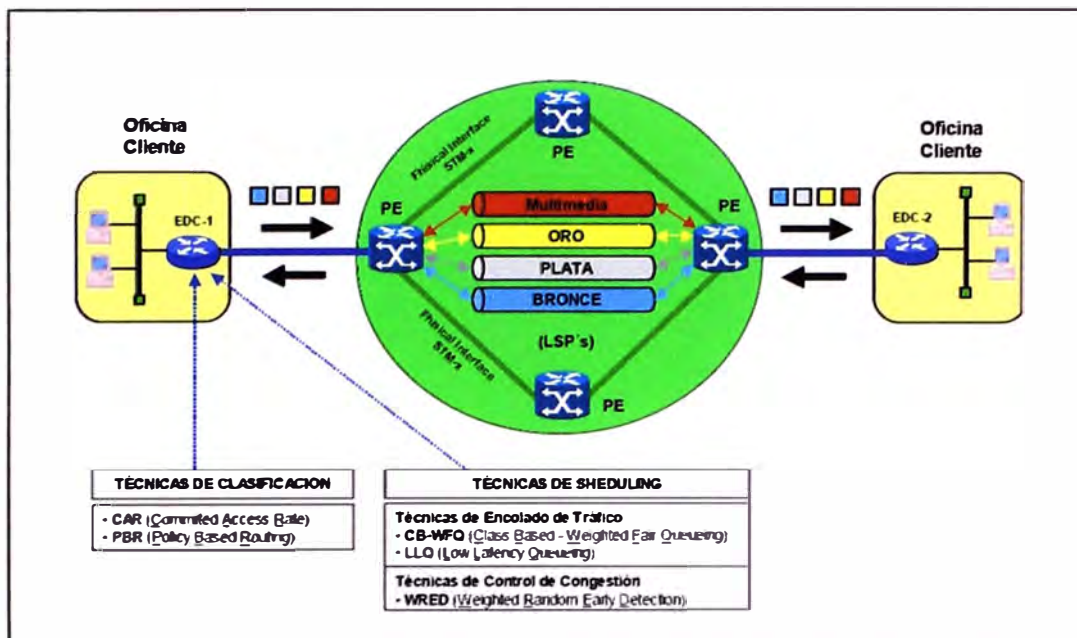 Oficina
Cliente
EDC-1
PE
Phisical Interface
STM-x
PE
Multimedia
ORO
PLATA
BRONCE
(LSP´s)
Phisical Interface
STM-x
PE
PE
Oficina
Cliente
EDC-2
TÉCNICAS DE CLASIFICACION
- CAR (Commited Access Rate)
- PBR (Policy Based Routing)
TÉCNICAS DE SHEDULING
Técnicas de Encolado de Tráfico
- CB-WFQ (Class Based - Weighted Fair Queueing)
- LLQ (Low Latency Queueing)
Técnicas de Control de Congestión
- WRED (Weighted Random Early Detection)